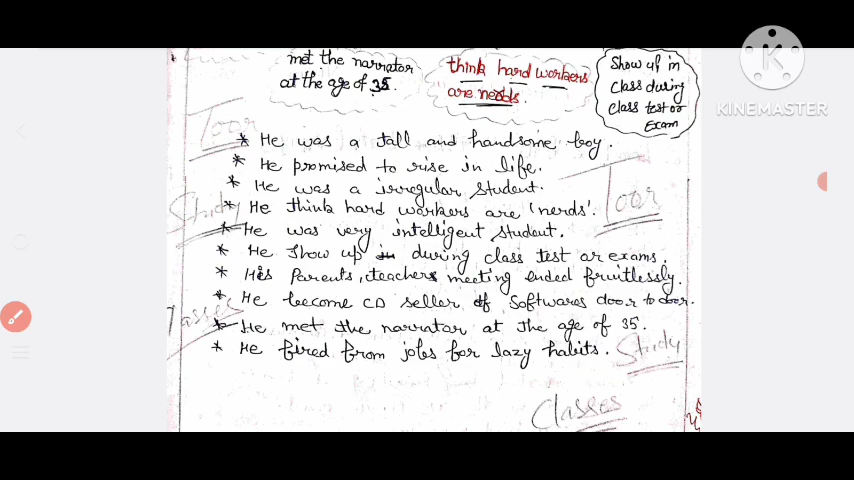 met the narrator
at the age of 35.
think hard workers
are nerds.
Show up in
class during
class test or
Exam
KINEMASTER
Toor
* He was a tall and handsome boy.
* He promised to rise in life.
* He was a irregular student.
Study
* He think hard workers are 'nerds'.
Toor
* He was very intelligent student.
* He show up in during class test or exams.
* His Parents, teachers meeting ended fruitlessly.
* He become CD seller of Softwares door to door.
Classes
* He met the narrator at the age of 35.
* He fired from jobs for lazy habits.
Study
Classes